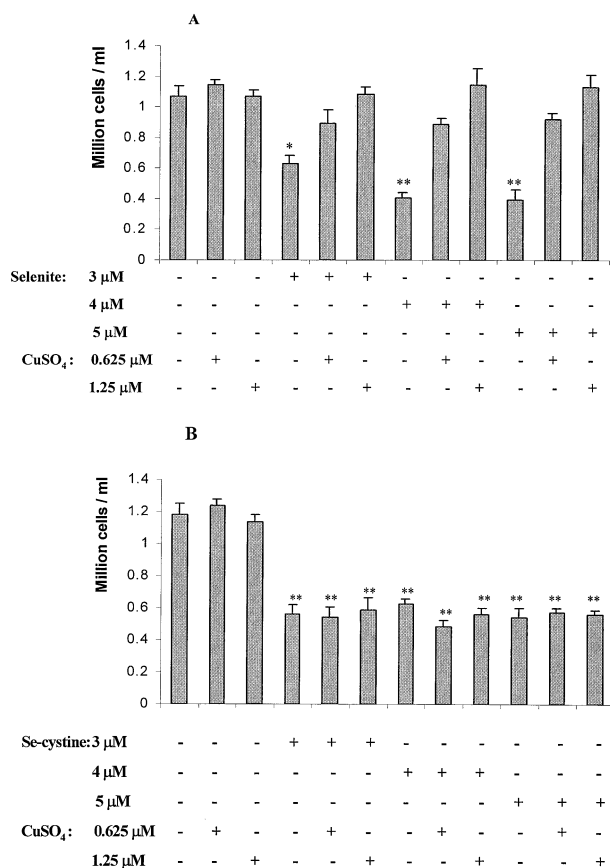 A
Million cells / ml
1.4
1.2
1
0.8
0.6
0.4
0.2
0
* ** **
Selenite: 3 μM - - - + + + - - - - - -
4 μM - - - - - - + + + - - -
5 μM - - - - - - - - - + + +
CuSO₄ : 0.625 μM - + - - + - - + - - + -
1.25 μM - - + - - + - - + - - +
B
Million cells / ml
1.4
1.2
1
0.8
0.6
0.4
0.2
0
** ** ** ** ** ** ** ** **
Se-cystine: 3 μM - - - + + + - - - - - -
4 μM - - - - - - + + + - - -
5 μM - - - - - - - - - + + +
CuSO₄ : 0.625 μM - + - - + - - + - - + -
1.25 μM - - + - - + - - + - - +